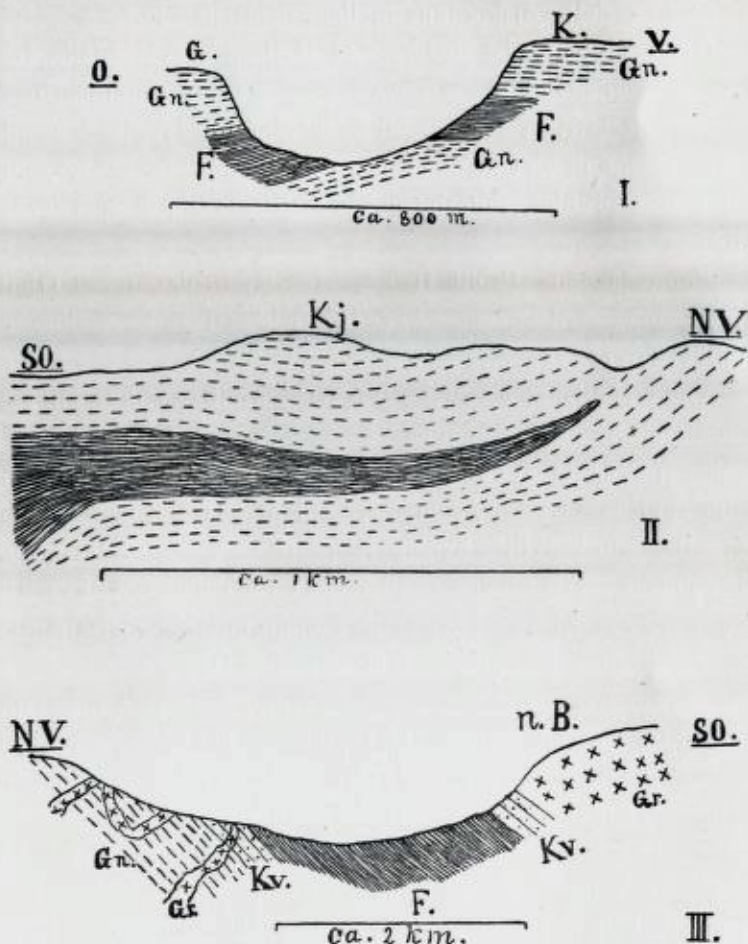 G.
K.
O.
V.
Gn.
Gn.
F.
F.
Gn.
I.
ca. 800 m.
Kj.
SO.
NV.
II.
ca. 1 km.
n. B.
NV.
SO.
Gr.
Gn.
Kv.
Kv.
Gr.
F.
ca. 2 km.
III.